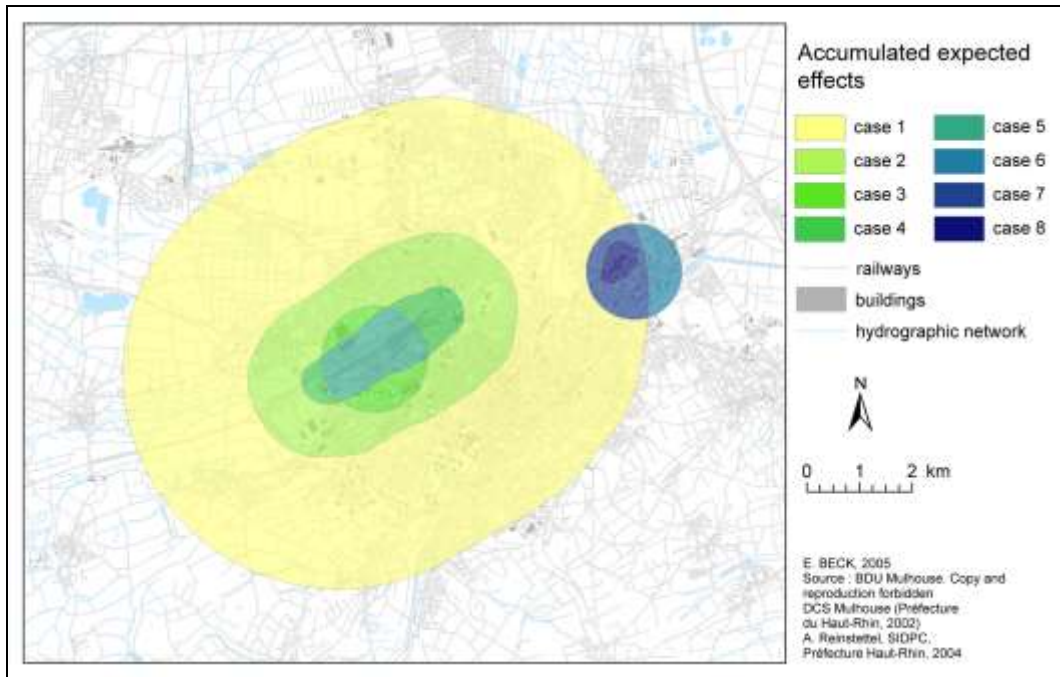 Accumulated expected
effects
case 1
case 2
case 3
case 4
case 5
case 6
case 7
case 8
railways
buildings
hydrographic network
N
0 1 2 km
E. BECK, 2005
Source : BDU Mulhouse. Copy and
reproduction forbidden
DCS Mulhouse (Préfecture
du Haut-Rhin, 2002)
A. Reinstettel, SIDPC,
Préfecture Haut-Rhin, 2004